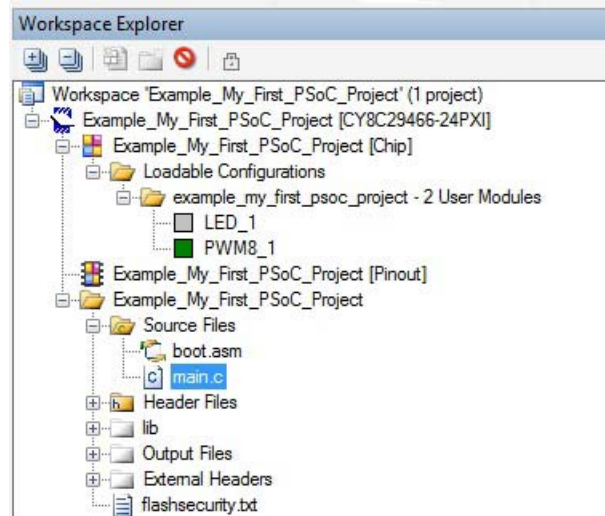 Workspace Explorer
Workspace 'Example_My_First_PSoC_Project' (1 project)
Example_My_First_PSoC_Project [CY8C29466-24PXI]
Example_My_First_PSoC_Project [Chip]
Loadable Configurations
example_my_first_psoc_project - 2 User Modules
LED_1
PWM8_1
Example_My_First_PSoC_Project [Pinout]
Example_My_First_PSoC_Project
Source Files
boot.asm
main.c
Header Files
lib
Output Files
External Headers
flashsecurity.txt